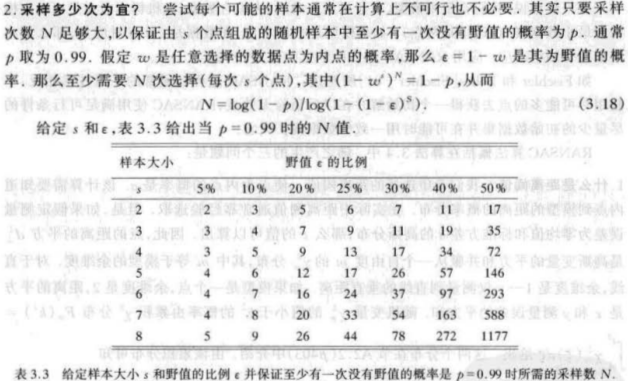 2.采样多少次为宜? 尝试每个可能的样本通常在计算上不可行也不必要. 其实只要采样
次数 N 足够大,以保证由 s 个点组成的随机样本中至少有一次没有野值的概率为 p. 通常
p 取为 0.99. 假定 w 是任意选择的数据点为内点的概率,那么 ε=1-w 是其为野值的概
率. 那么至少需要 N 次选择(每次 s 个点),其中(1-wˢ)ᴺ=1-p,从而
N=log(1-p)/log(1-(1-ε)ˢ), (3.18)
给定 s 和ε,表 3.3 给出当 p=0.99 时的 N 值.
样本大小 野值 ε 的比例
s 5% 10% 20% 25% 30% 40% 50%
2 2 3 5 6 7 11 17
3 3 4 7 9 11 19 35
4 3 5 9 13 17 34 72
5 4 6 12 17 26 57 146
6 4 7 16 24 37 97 293
7 4 8 20 33 54 163 588
8 5 9 26 44 78 272 1177
表 3.3 给定样本大小 s 和野值的比例 ε 并保证至少有一次没有野值的概率是 p=0.99 时所需的采样数 N.